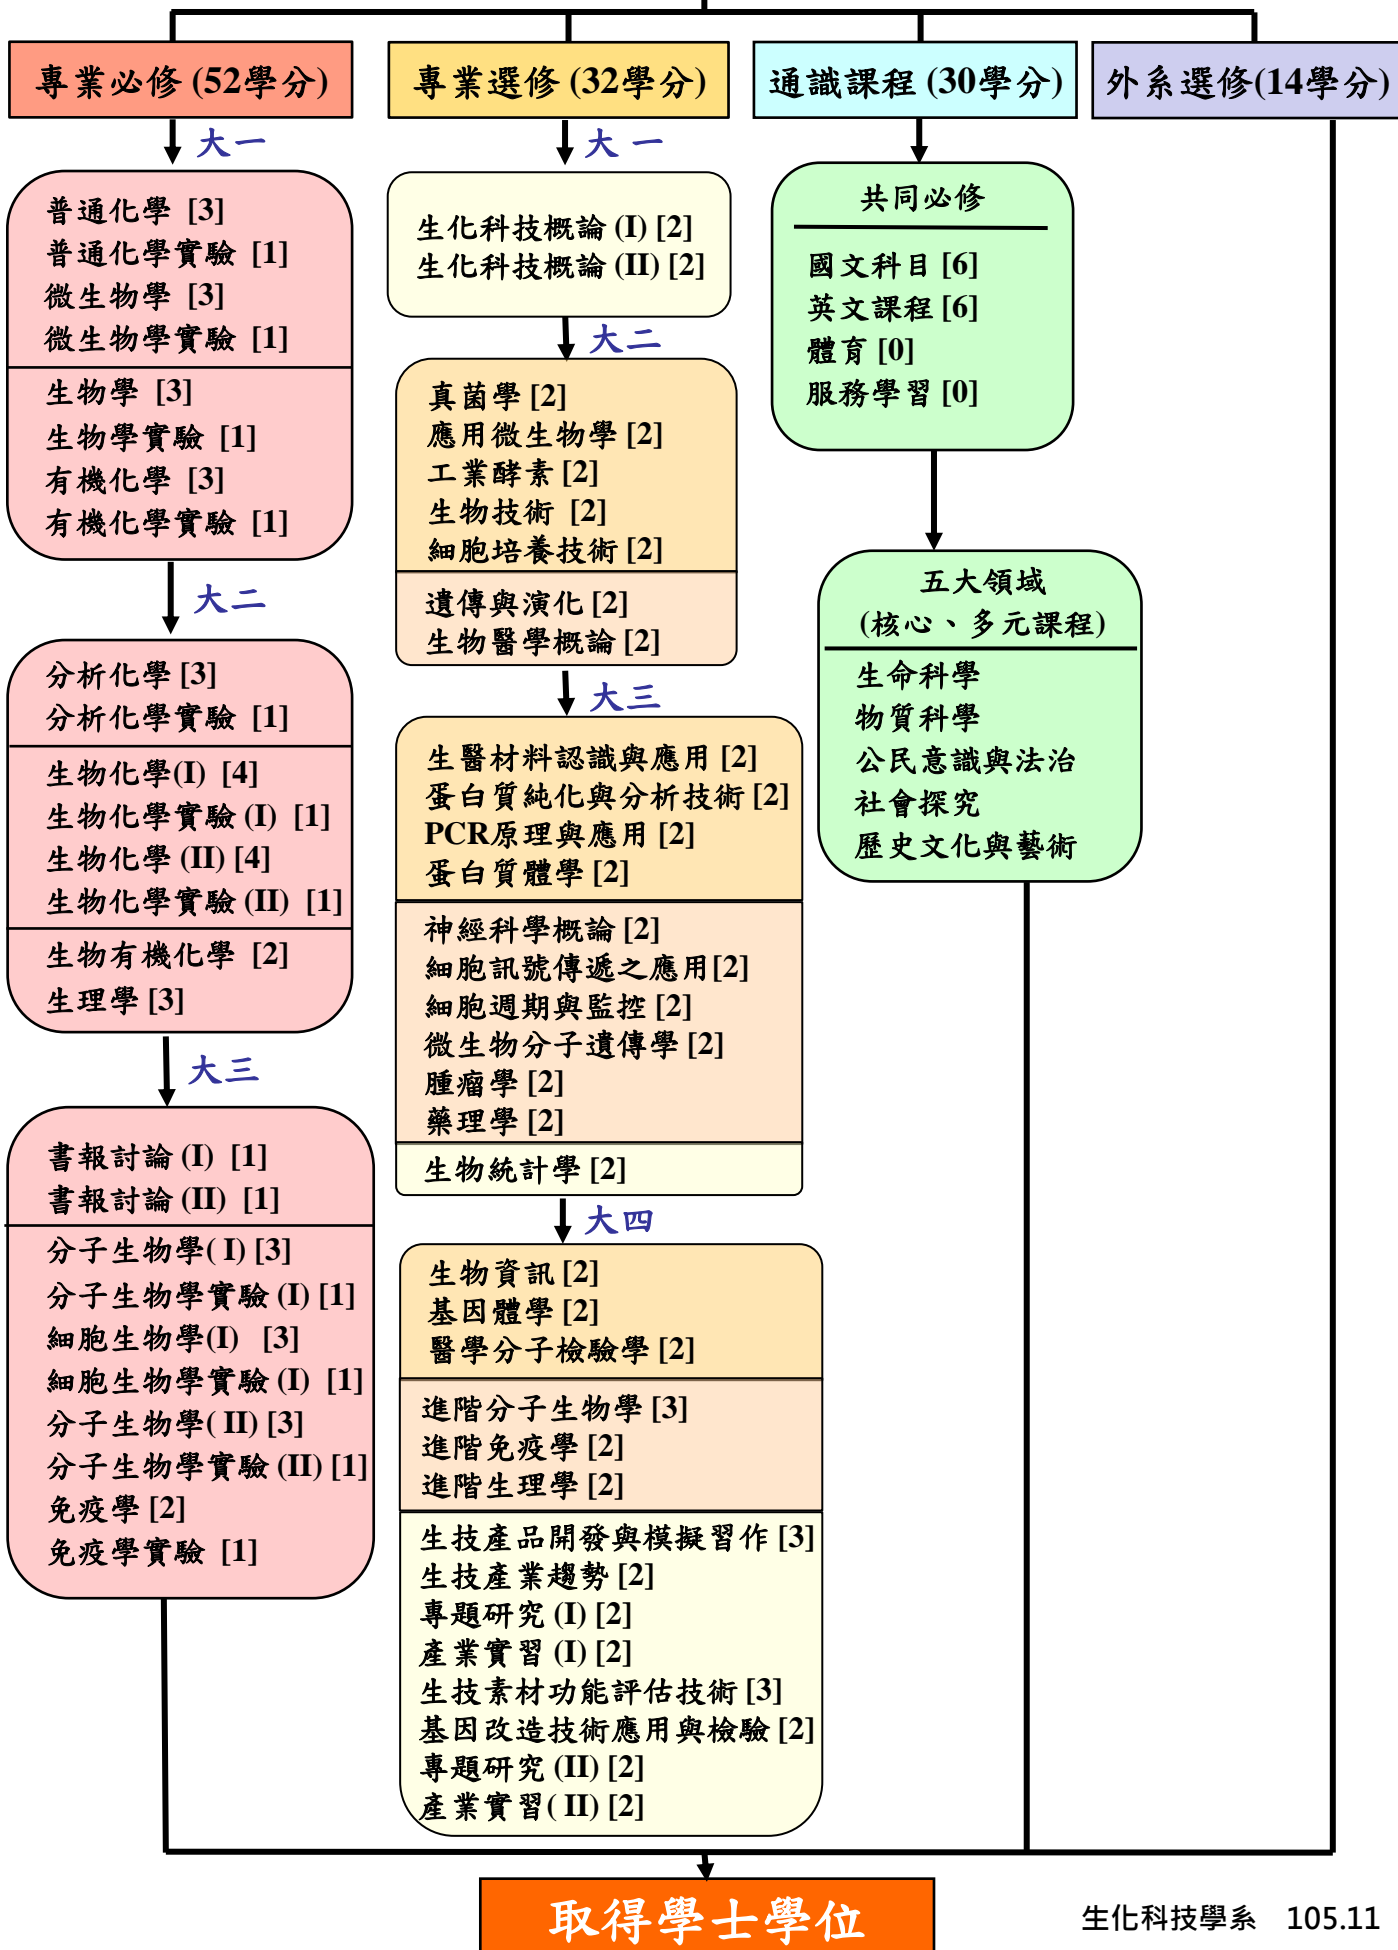 專業必修 (52學分)
大一
普通化學 [3]
普通化學實驗 [1]
微生物學 [3]
微生物學實驗 [1]
生物學 [3]
生物學實驗 [1]
有機化學 [3]
有機化學實驗 [1]
大二
分析化學 [3]
分析化學實驗 [1]
生物化學(I) [4]
生物化學實驗 (I) [1]
生物化學 (II) [4]
生物化學實驗 (II) [1]
生物有機化學 [2]
生理學 [3]
大三
書報討論 (I) [1]
書報討論 (II) [1]
分子生物學( I) [3]
分子生物學實驗 (I) [1]
細胞生物學(I) [3]
細胞生物學實驗 (I) [1]
分子生物學( II) [3]
分子生物學實驗 (II) [1]
免疫學 [2]
免疫學實驗 [1]
專業選修 (32學分)
大 一
生化科技概論 (I) [2]
生化科技概論 (II) [2]
大二
真菌學 [2]
應用微生物學 [2]
工業酵素 [2]
生物技術 [2]
細胞培養技術 [2]
遺傳與演化 [2]
生物醫學概論 [2]
大三
生醫材料認識與應用 [2]
蛋白質純化與分析技術 [2]
PCR原理與應用 [2]
蛋白質體學 [2]
神經科學概論 [2]
細胞訊號傳遞之應用[2]
細胞週期與監控 [2]
微生物分子遺傳學 [2]
腫瘤學 [2]
藥理學 [2]
生物統計學 [2]
大四
生物資訊 [2]
基因體學 [2]
醫學分子檢驗學 [2]
進階分子生物學 [3]
進階免疫學 [2]
進階生理學 [2]
生技產品開發與模擬習作 [3]
生技產業趨勢 [2]
專題研究 (I) [2]
產業實習 (I) [2]
生技素材功能評估技術 [3]
基因改造技術應用與檢驗 [2]
專題研究 (II) [2]
產業實習( II) [2]
通識課程 (30學分)
共同必修
國文科目 [6]
英文課程 [6]
體育 [0]
服務學習 [0]
五大領域
(核心、多元課程)
生命科學
物質科學
公民意識與法治
社會探究
歷史文化與藝術
外系選修(14學分)
取得學士學位
生化科技學系 105.11